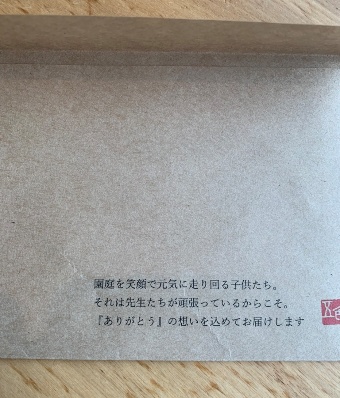 園庭を笑顔で元気に走り回る子供たち。
それは先生たちが頑張っているからこそ。
『ありがとう』の想いを込めてお届けします